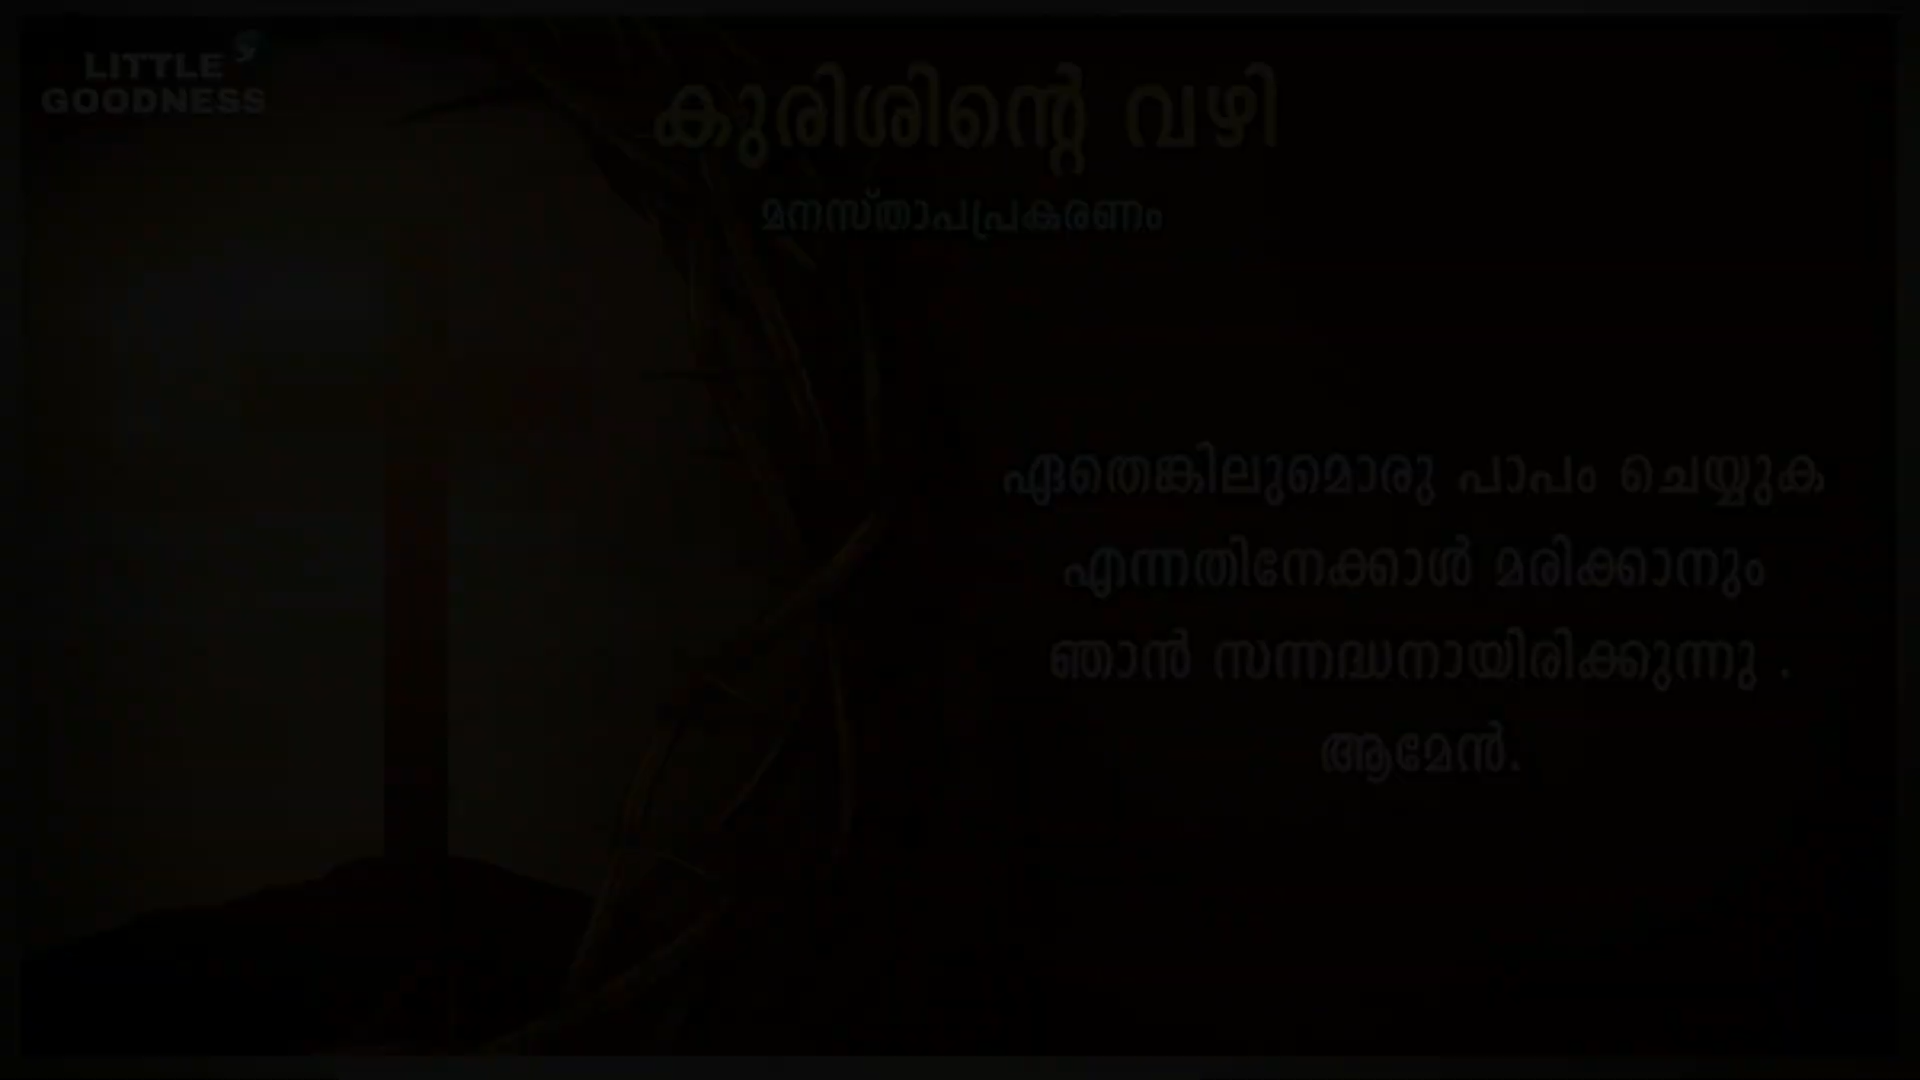 LITTLE
GOODNESS
കുരിശിന്റെ വഴി
മനസ്താപപ്രകരണം
ഏതെങ്കിലുമൊരു പാപം ചെയ്യുക
എന്നതിനേക്കാൾ മരിക്കാനും
ഞാൻ സന്നദ്ധനായിരിക്കുന്നു .
ആമേൻ.